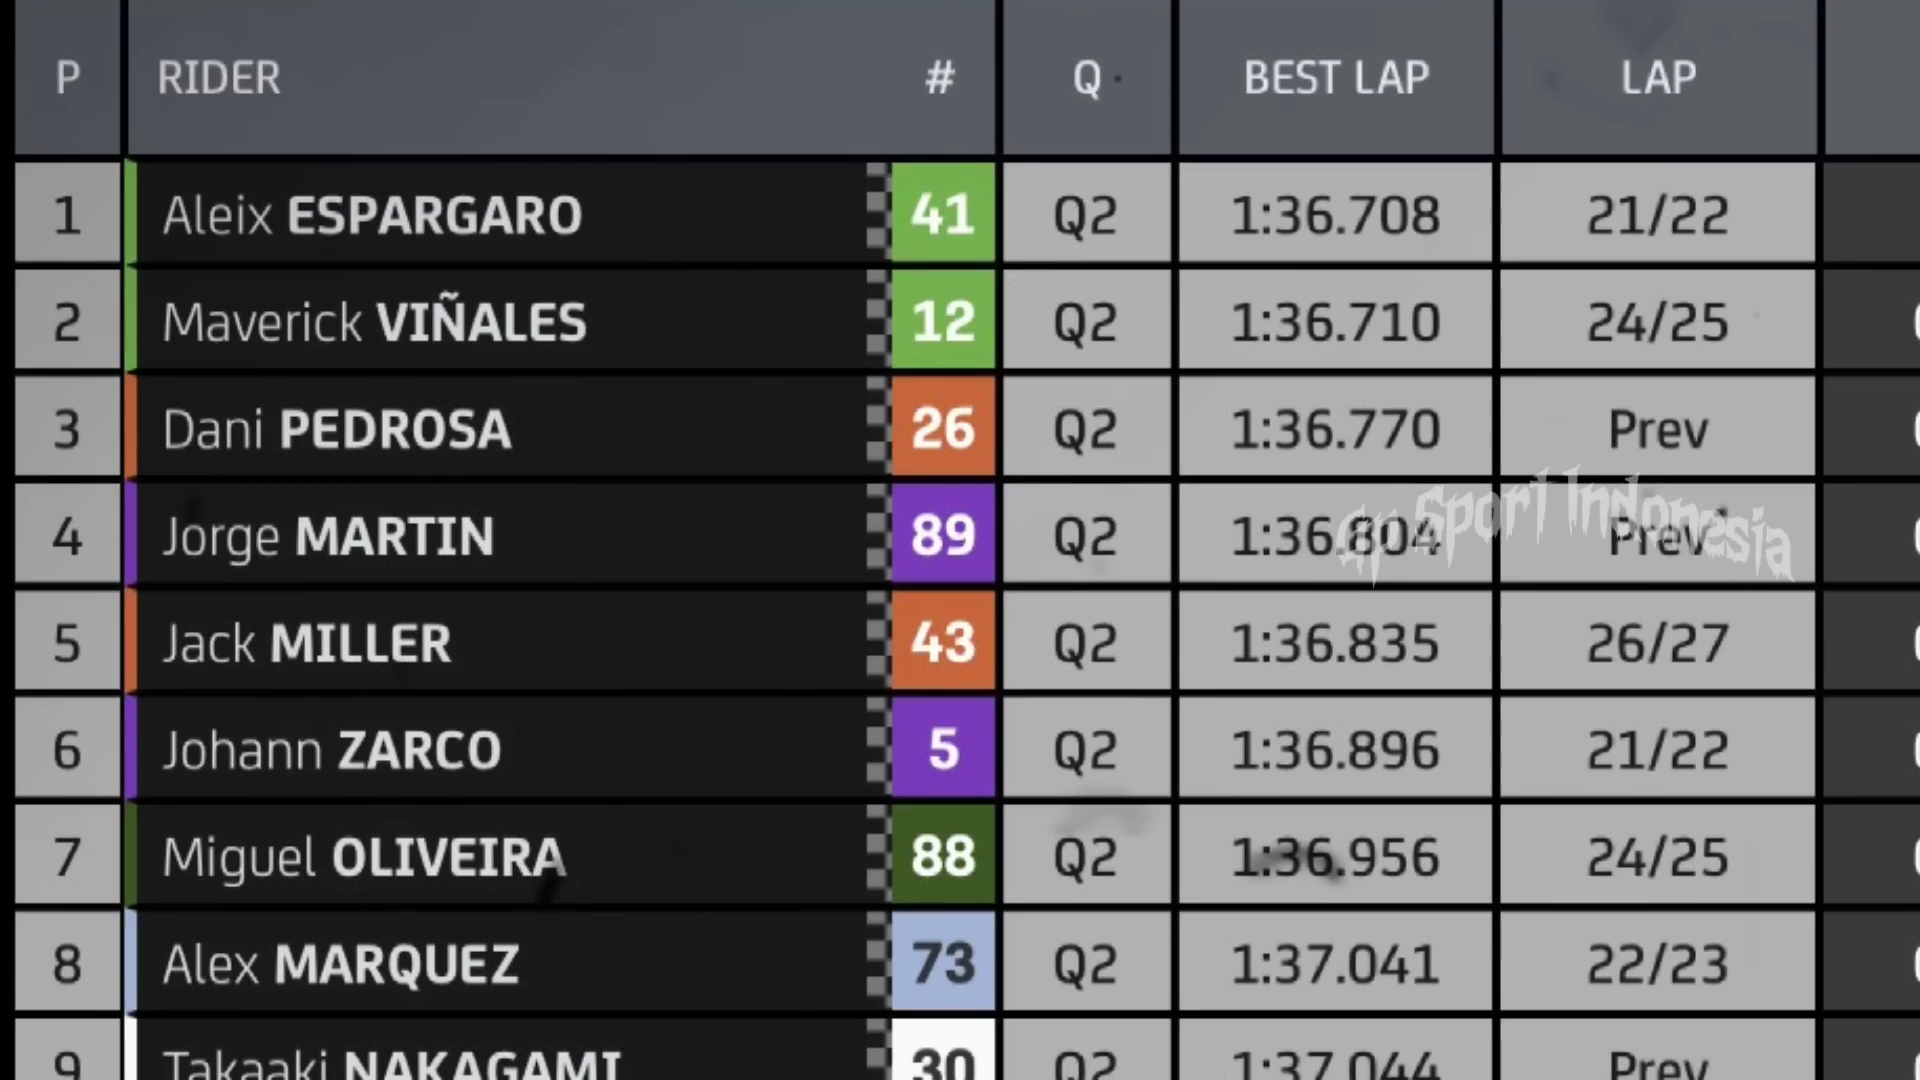 P RIDER # Q BEST LAP LAP
1 Aleix ESPARGARO 41 Q2 1:36.708 21/22
2 Maverick VIÑALES 12 Q2 1:36.710 24/25
3 Dani PEDROSA 26 Q2 1:36.770 Prev
4 Jorge MARTIN 89 Q2 1:36.804 Prev
Gp Sport Indonesia
5 Jack MILLER 43 Q2 1:36.835 26/27
6 Johann ZARCO 5 Q2 1:36.896 21/22
7 Miguel OLIVEIRA 88 Q2 1:36.956 24/25
8 Alex MARQUEZ 73 Q2 1:37.041 22/23
9 Takaaki NAKAGAMI 30 Q2 1:37.044 Prev